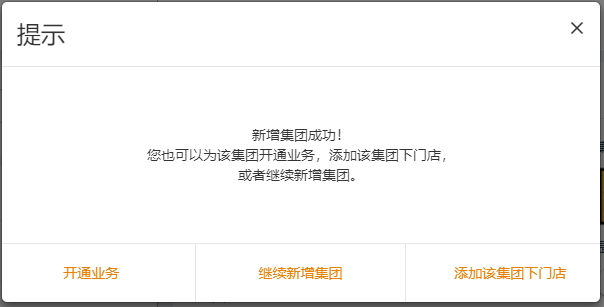 提示
新增集团成功！
您也可以为该集团开通业务，添加该集团下门店，
或者继续新增集团。
开通业务
继续新增集团
添加该集团下门店